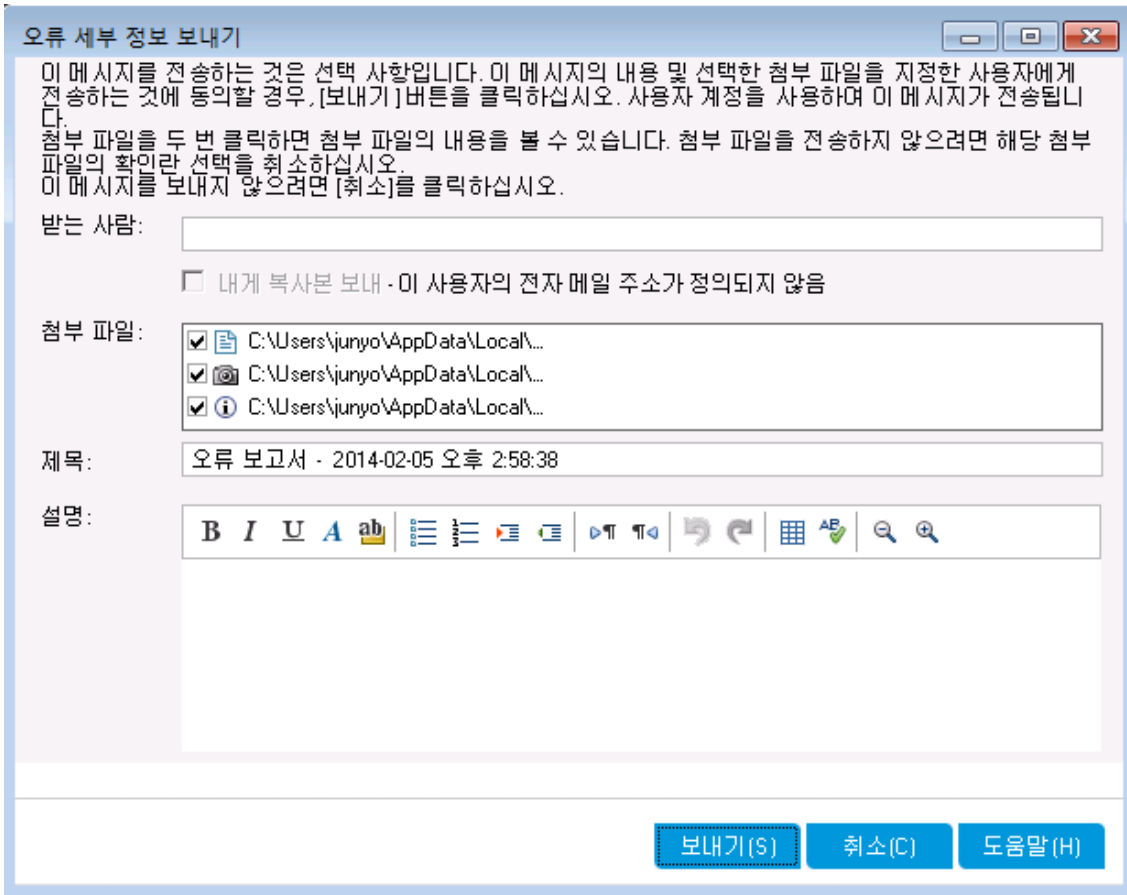 오류 세부 정보 보내기
이 메시지를 전송하는 것은 선택 사항입니다. 이 메시지의 내용 및 선택한 첨부 파일을 지정한 사용자에게
전송하는 것에 동의할 경우, [보내기] 버튼을 클릭하십시오. 사용자 계정을 사용하며 이 메시지가 전송됩니
다.
첨부 파일을 두 번 클릭하면 첨부 파일의 내용을 볼 수 있습니다. 첨부 파일을 전송하지 않으려면 해당 첨부
파일의 확인란 선택을 취소하십시오.
이 메시지를 보내지 않으려면 [취소]를 클릭하십시오.
받는 사람:
내게 복사본 보내 - 이 사용자의 전자 메일 주소가 정의되지 않음
첨부 파일:
C:\Users\junyo\AppData\Local\...
C:\Users\junyo\AppData\Local\...
C:\Users\junyo\AppData\Local\...
제목:
오류 보고서 - 2014-02-05 오후 2:58:38
설명:
B I U A ab
보내기(S) 취소(C) 도움말(H)